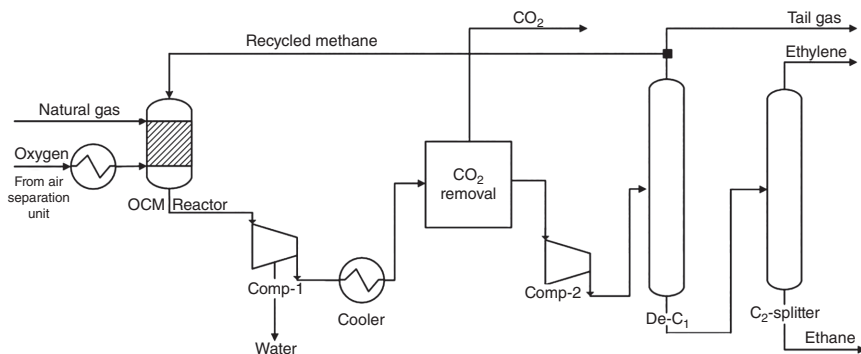 CO2
Tail gas
Recycled methane
Ethylene
Natural gas
Oxygen
From air
separation
unit
CO2
removal
OCM Reactor
Comp-1
Cooler
Water
Comp-2
De-C1
C2-splitter
Ethane